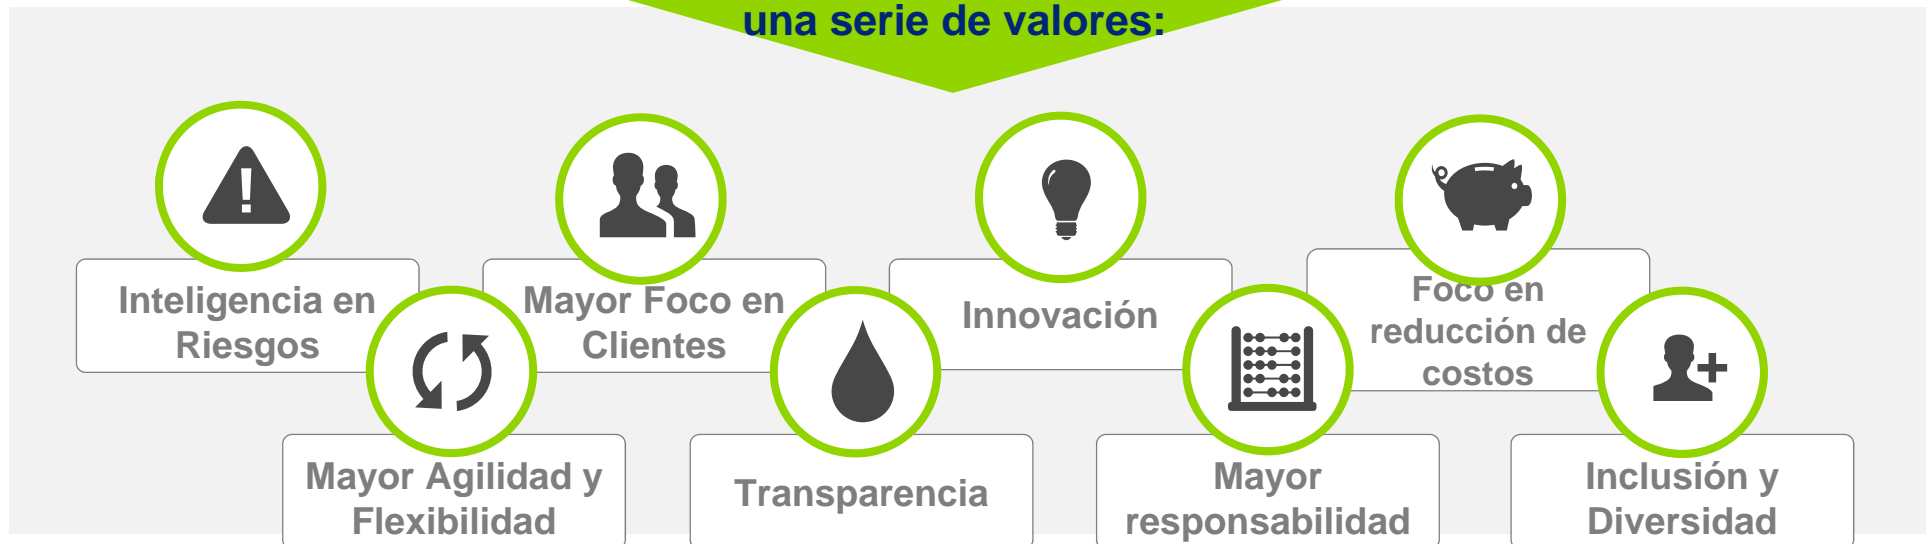 una serie de valores:
Inteligencia en
Riesgos
Mayor Foco en
Clientes
Innovación
Foco en
reducción de
costos
Mayor Agilidad y
Flexibilidad
Transparencia
Mayor
responsabilidad
Inclusión y
Diversidad